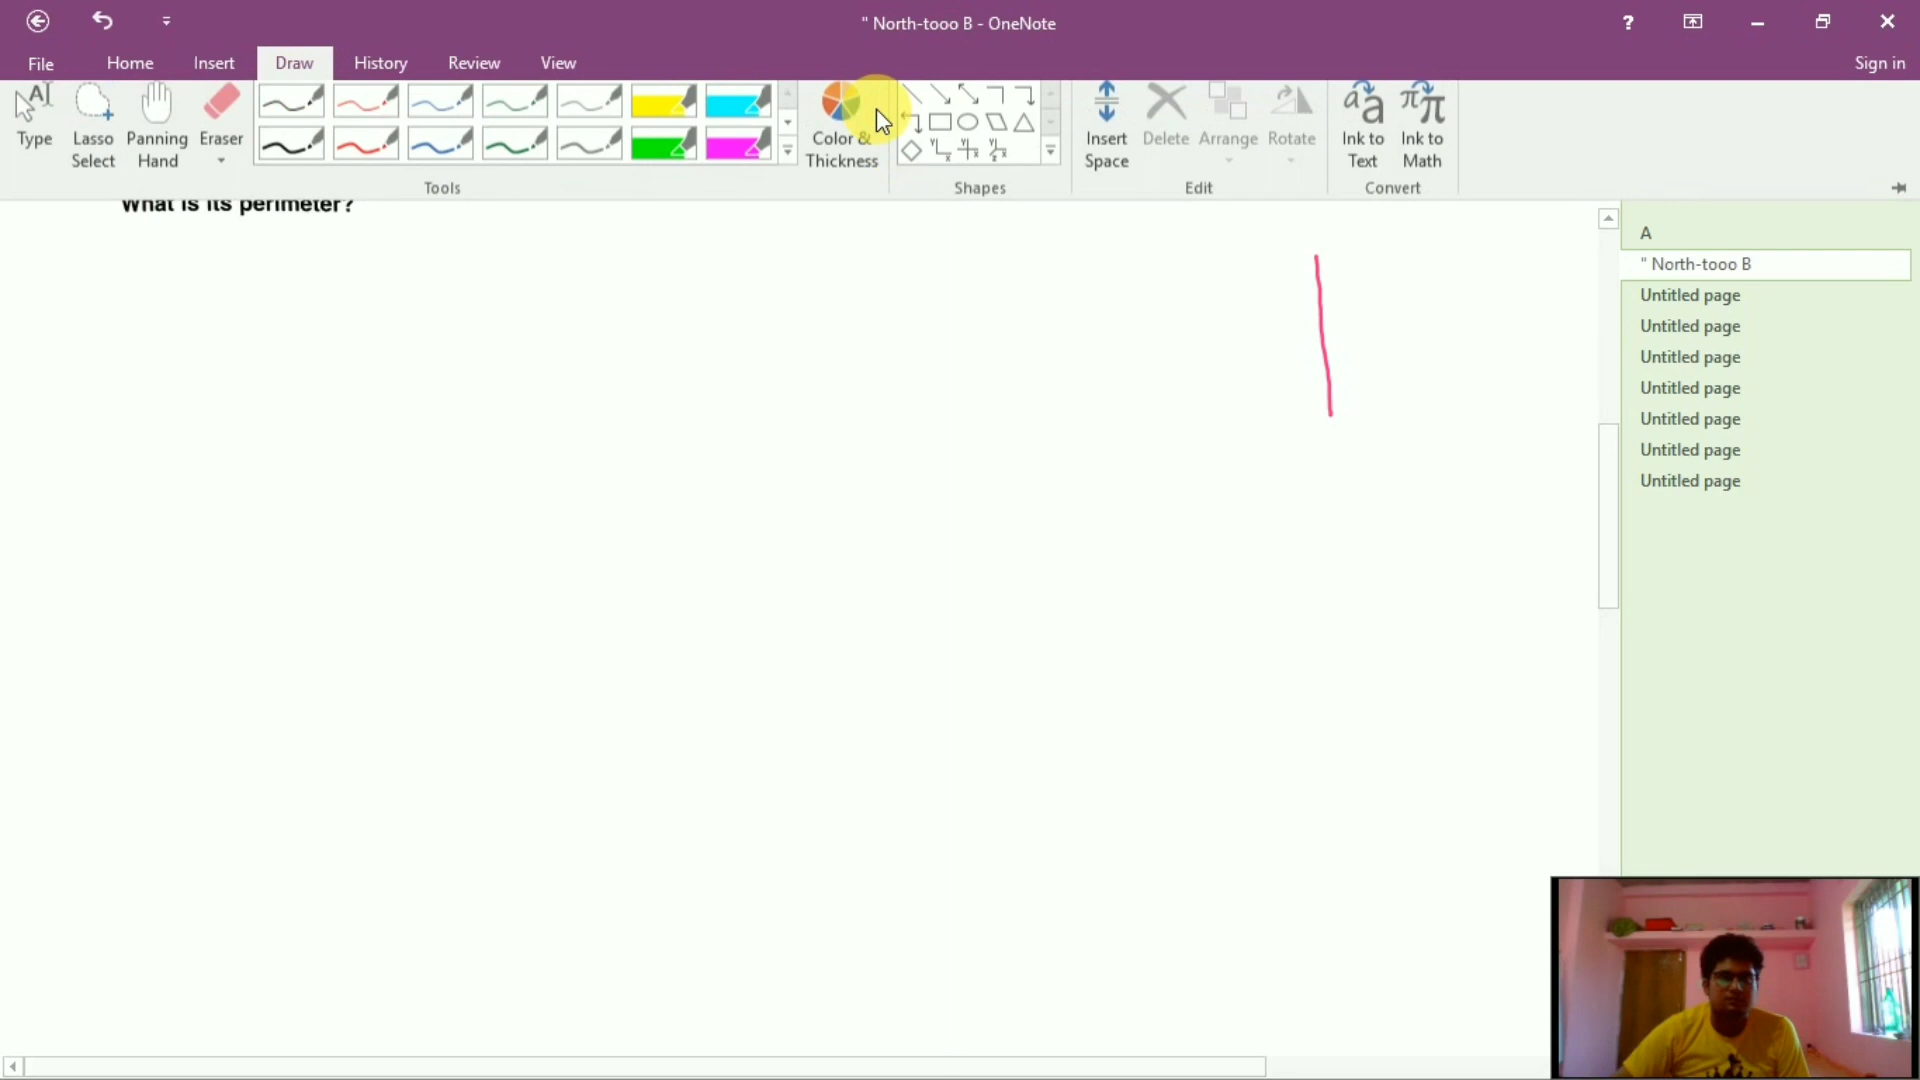 " North-tooo B - OneNote
?
File Home Insert Draw History Review View Sign in
Type
Lasso Select
Panning Hand
Eraser
Color & Thickness
Insert Space
Delete
Arrange
Rotate
Ink to Text
Ink to Math
Tools Shapes Edit Convert
What is its perimeter?
A
" North-tooo B
Untitled page
Untitled page
Untitled page
Untitled page
Untitled page
Untitled page
Untitled page